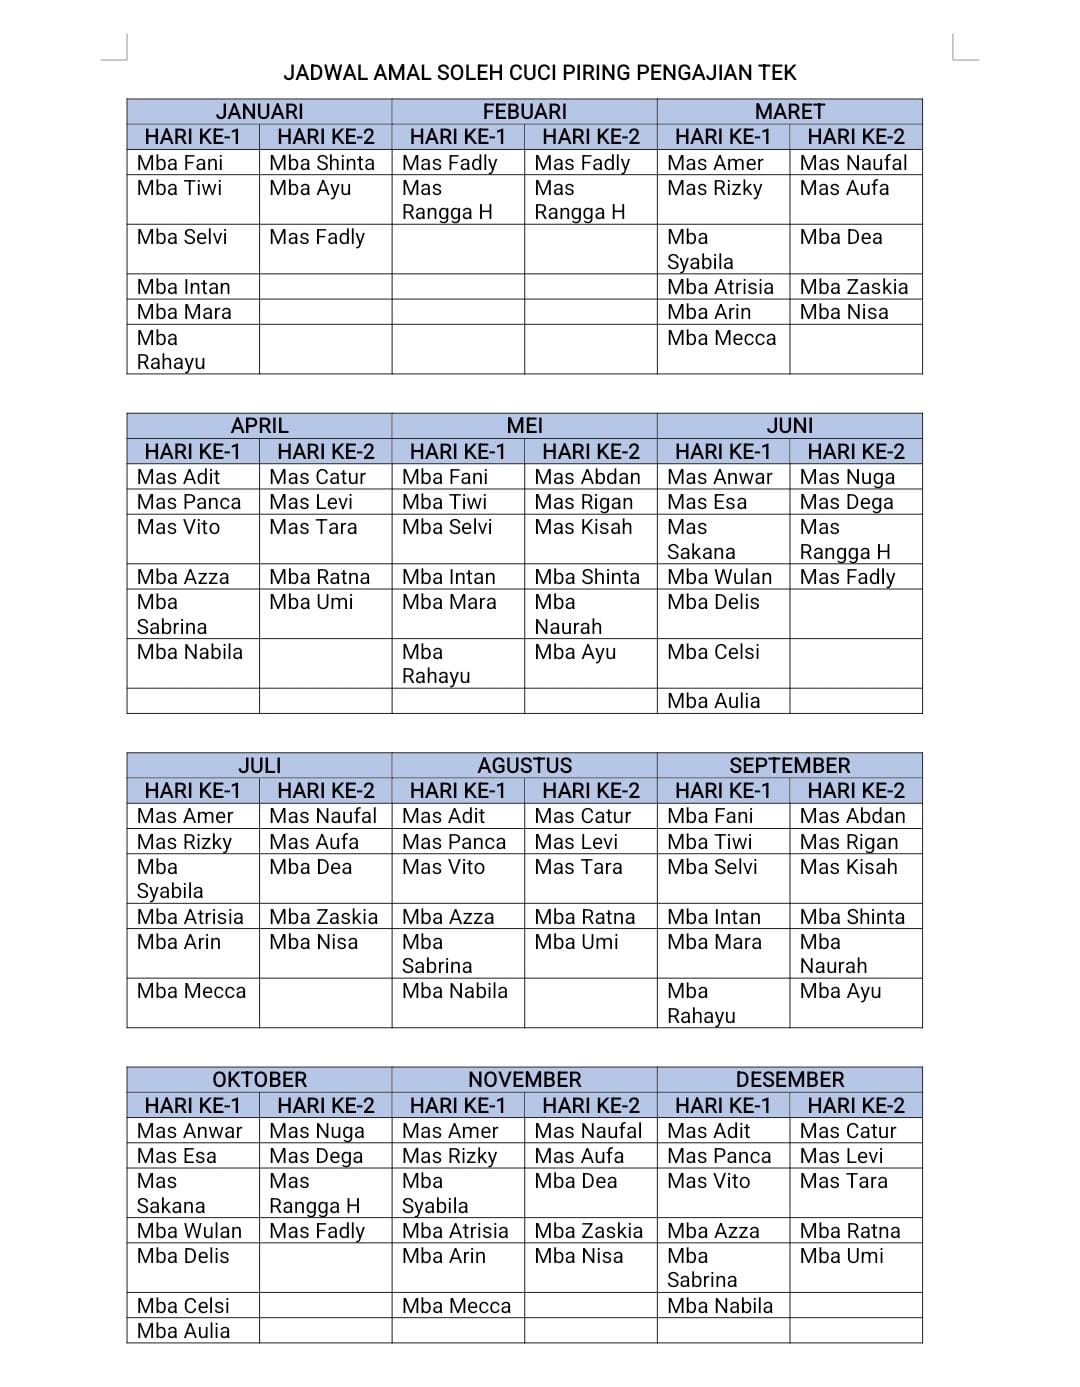 JADWAL AMAL SOLEH CUCI PIRING PENGAJIAN TEK
JANUARI FEBUARI MARET
HARI KE-1 HARI KE-2 HARI KE-1 HARI KE-2 HARI KE-1 HARI KE-2
Mba Fani Mba Shinta Mas Fadly Mas Fadly Mas Amer Mas Naufal
Mba Tiwi Mba Ayu Mas Mas Mas Rizky Mas Aufa
Rangga H Rangga H
Mba Selvi Mas Fadly Mba Mba Dea
Syabila
Mba Intan Mba Atrisia Mba Zaskia
Mba Mara Mba Arin Mba Nisa
Mba Mba Mecca
Rahayu
APRIL MEI JUNI
HARI KE-1 HARI KE-2 HARI KE-1 HARI KE-2 HARI KE-1 HARI KE-2
Mas Adit Mas Catur Mba Fani Mas Abdan Mas Anwar Mas Nuga
Mas Panca Mas Levi Mba Tiwi Mas Rigan Mas Esa Mas Dega
Mas Vito Mas Tara Mba Selvi Mas Kisah Mas Mas
Sakana Rangga H
Mba Azza Mba Ratna Mba Intan Mba Shinta Mba Wulan Mas Fadly
Mba Mba Umi Mba Mara Mba Mba Delis
Sabrina Naurah
Mba Nabila Mba Mba Ayu Mba Celsi
Rahayu
Mba Aulia
JULI AGUSTUS SEPTEMBER
HARI KE-1 HARI KE-2 HARI KE-1 HARI KE-2 HARI KE-1 HARI KE-2
Mas Amer Mas Naufal Mas Adit Mas Catur Mba Fani Mas Abdan
Mas Rizky Mas Aufa Mas Panca Mas Levi Mba Tiwi Mas Rigan
Mba Mba Dea Mas Vito Mas Tara Mba Selvi Mas Kisah
Syabila
Mba Atrisia Mba Zaskia Mba Azza Mba Ratna Mba Intan Mba Shinta
Mba Arin Mba Nisa Mba Mba Umi Mba Mara Mba
Sabrina Naurah
Mba Mecca Mba Nabila Mba Mba Ayu
Rahayu
OKTOBER NOVEMBER DESEMBER
HARI KE-1 HARI KE-2 HARI KE-1 HARI KE-2 HARI KE-1 HARI KE-2
Mas Anwar Mas Nuga Mas Amer Mas Naufal Mas Adit Mas Catur
Mas Esa Mas Dega Mas Rizky Mas Aufa Mas Panca Mas Levi
Mas Mas Mba Mba Dea Mas Vito Mas Tara
Sakana Rangga H Syabila
Mba Wulan Mas Fadly Mba Atrisia Mba Zaskia Mba Azza Mba Ratna
Mba Delis Mba Arin Mba Nisa Mba Mba Umi
Sabrina
Mba Celsi Mba Mecca Mba Nabila
Mba Aulia